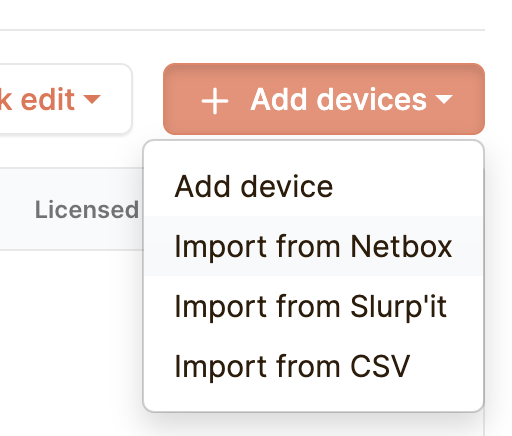 k edit
+ Add devices
Licensed
Add device
Import from Netbox
Import from Slurp'it
Import from CSV